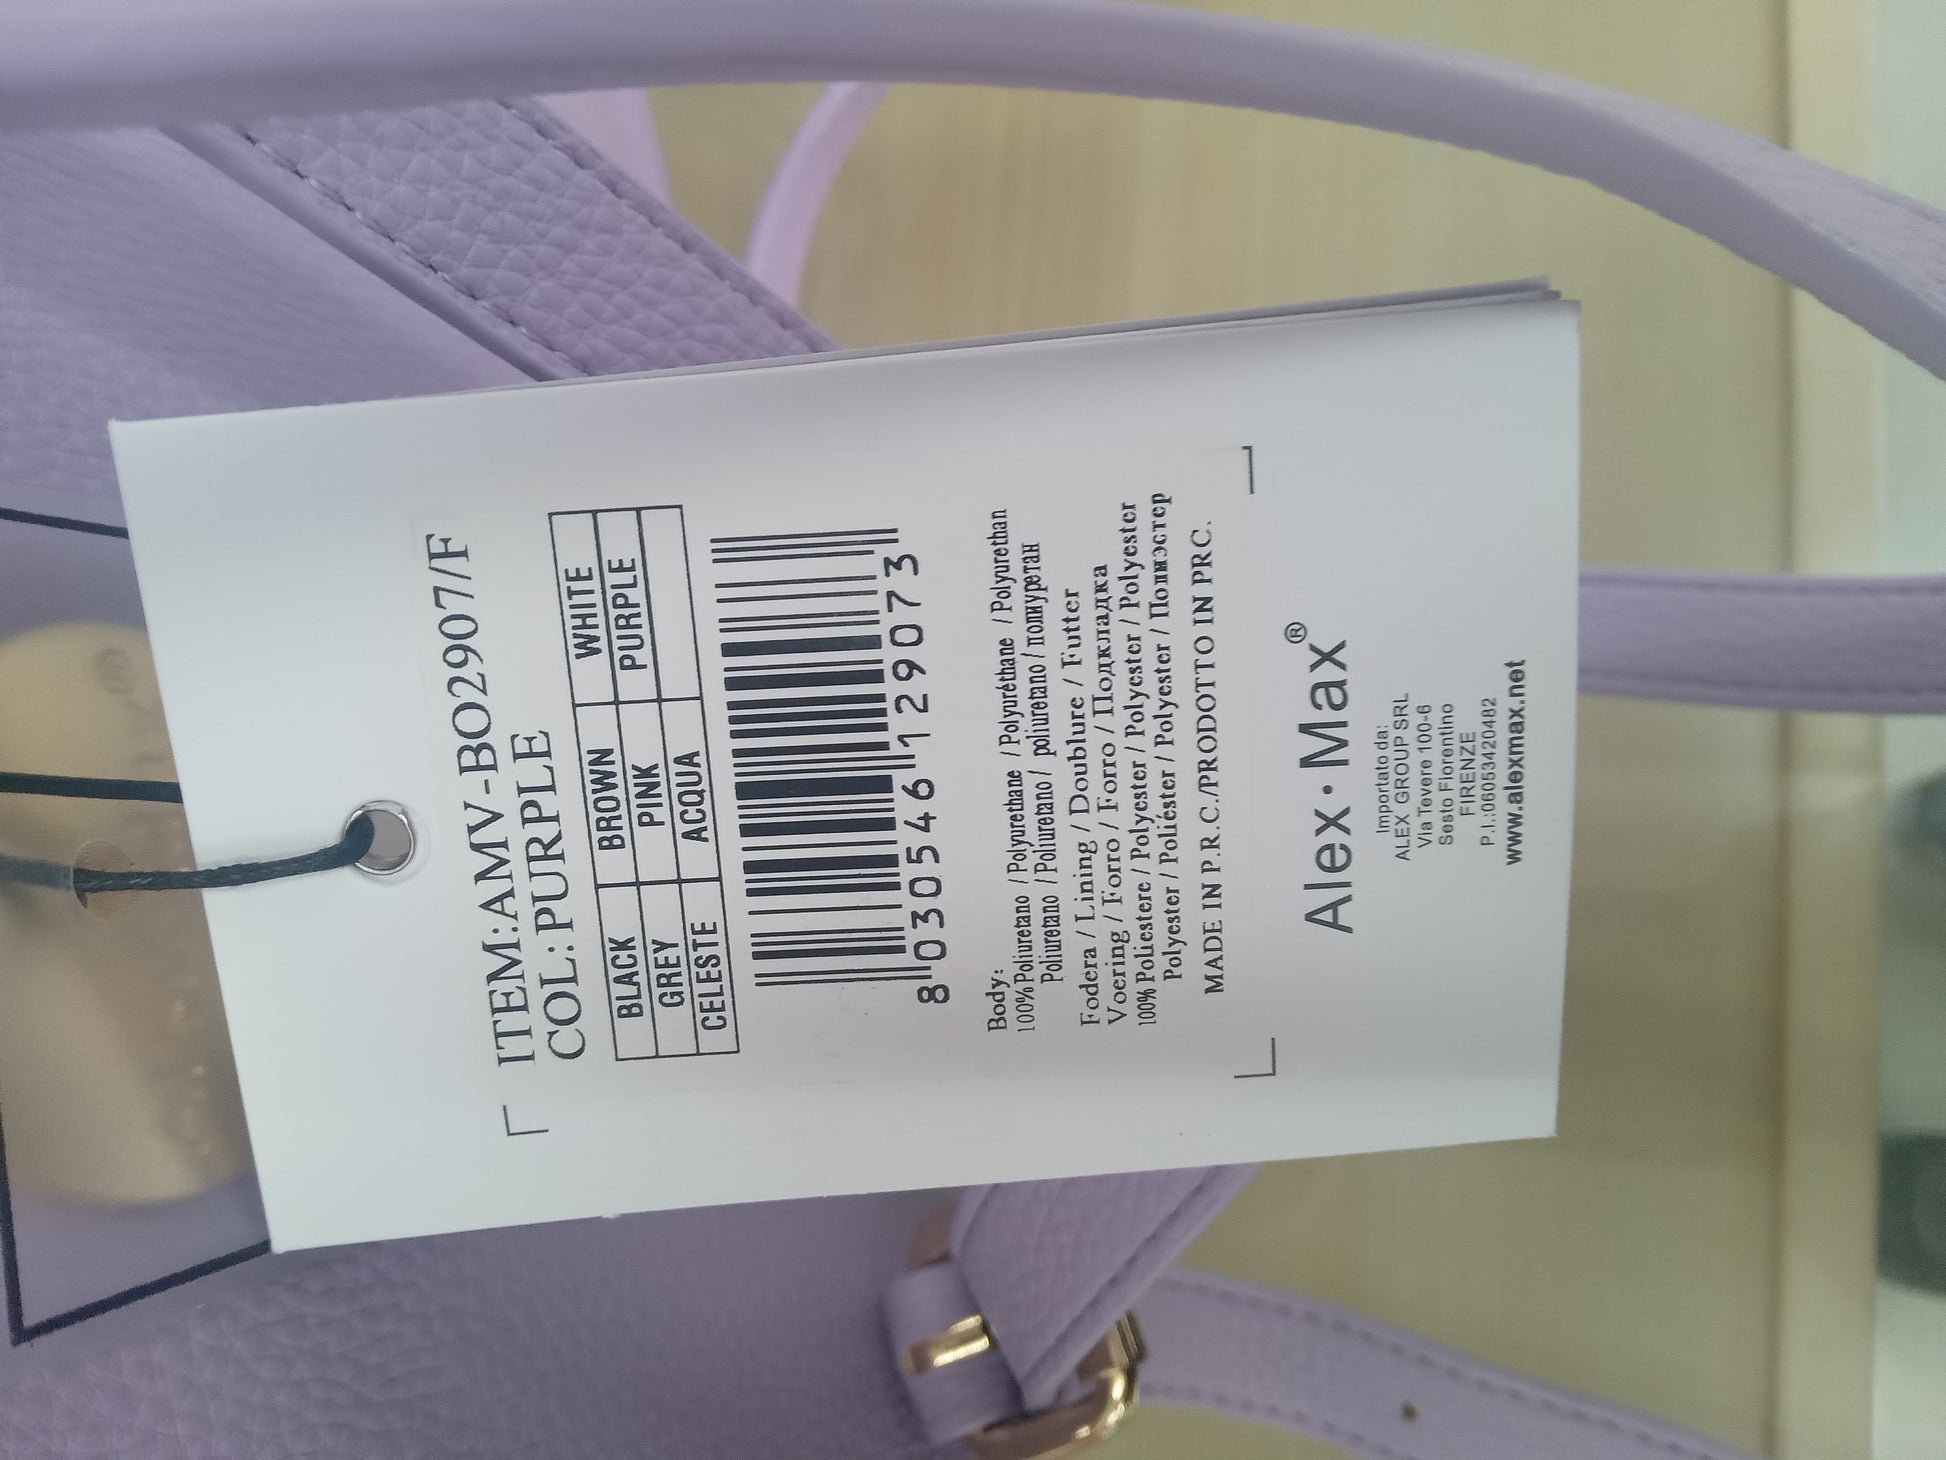 ITEM:AMV-BO2907/F
COL:PURPLE
BLACK BROWN WHITE
GREY PINK PURPLE
CELESTE ACQUA
8 030546 129073
Body:
100% Poliuretano / Polyurethane / Polyuréthane / Polyurethan
Poliuretano / Poliuretano / poliuretano / полиуретан
Fodera / Lining / Doublure / Futter
Voering / Forro / Forro / Подкладка
100% Poliestere / Polyester / Polyester / Polyester
Polyester / Poliéster / Polyester / Полиэстер
MADE IN P.R.C./PRODOTTO IN PRC.
Alex·Max®
Importato da:
ALEX GROUP SRL
Via Tevere 100-6
Sesto Florentino
FIRENZE
P.I.:06053420482
www.alexmax.net